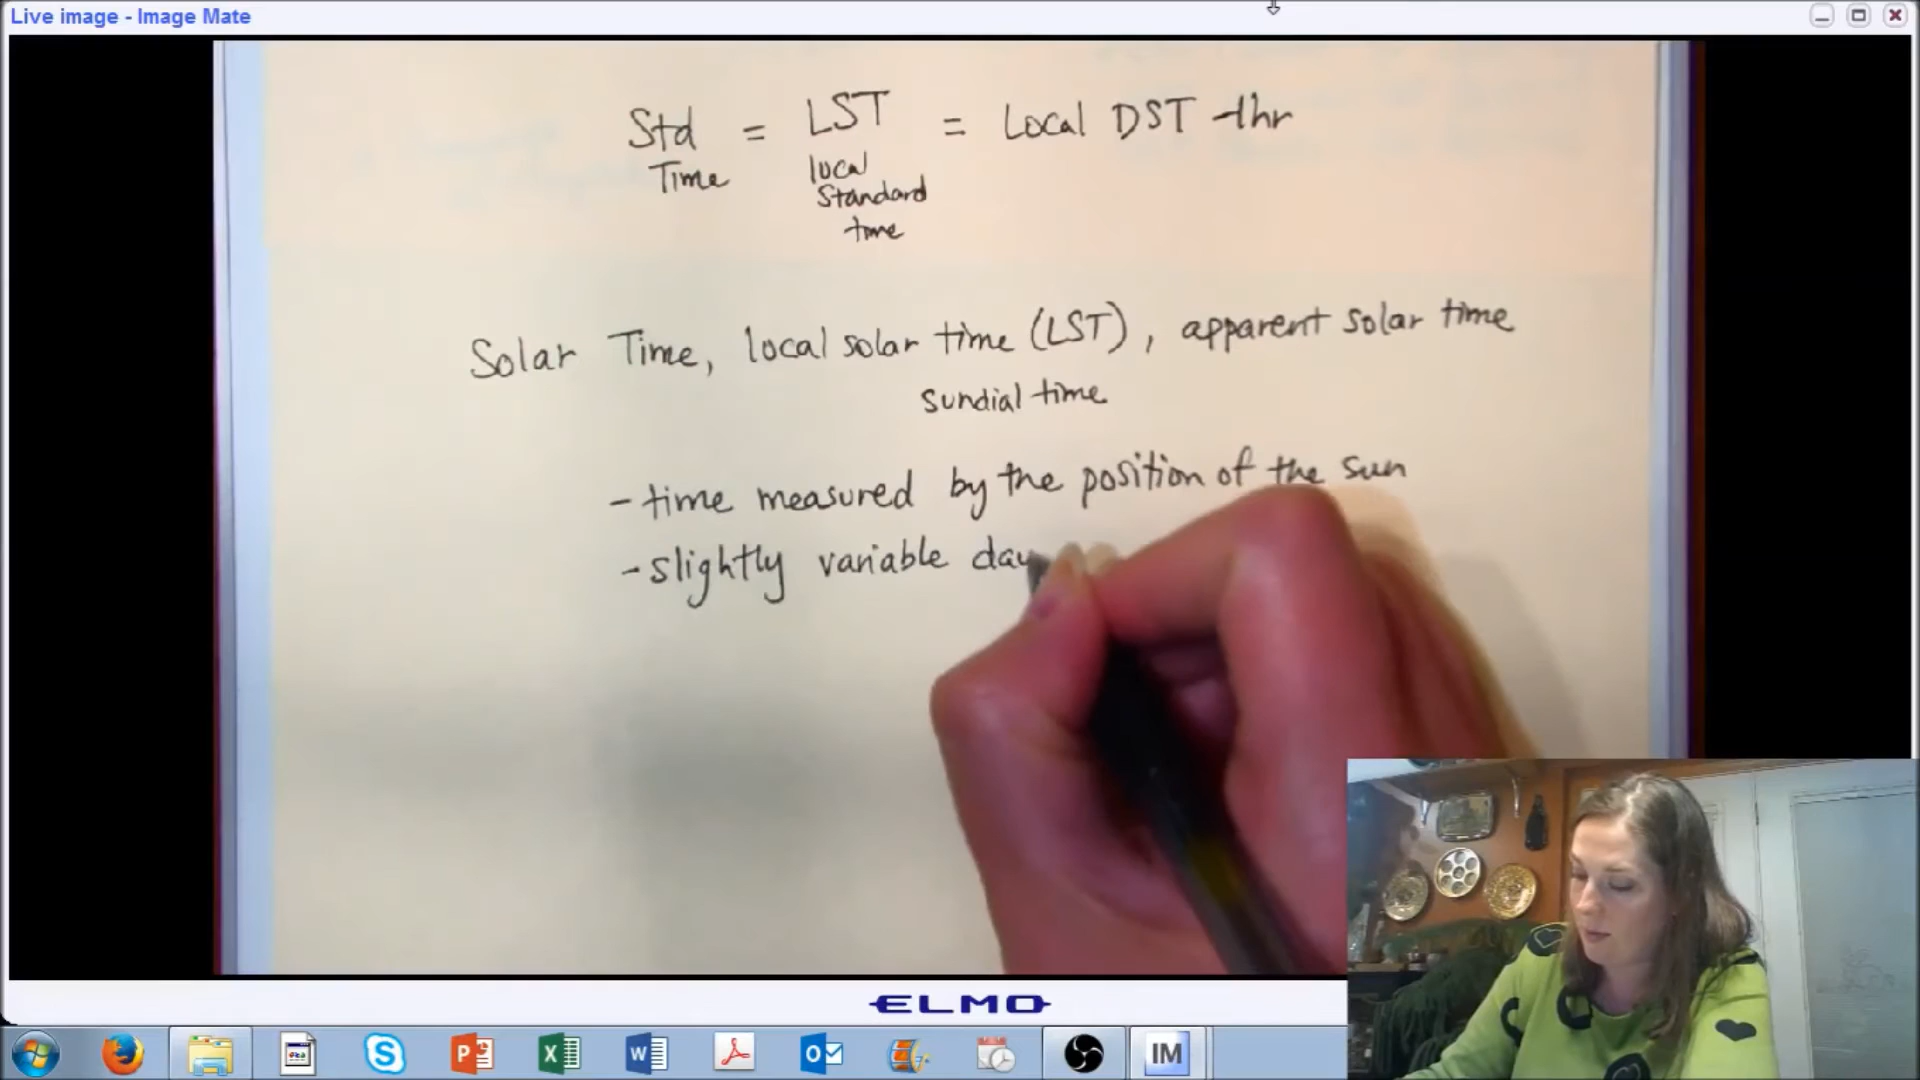 Live image - Image Mate
Std = LST = Local DST -1hr
Time local
Standard
time
Solar Time, local solar time (LST), apparent solar time
sundial time
- time measured by the position of the sun
- slightly variable day
ELMO
IM